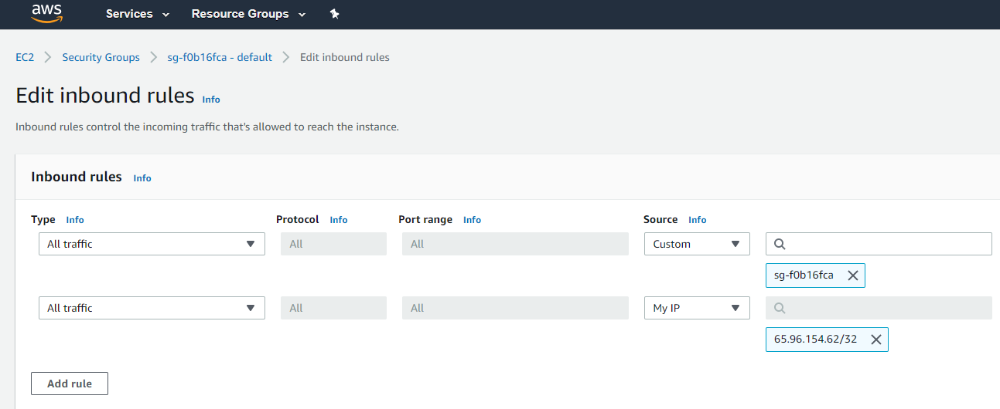 aws Services Resource Groups
EC2 Security Groups sg-f0b16fca - default Edit inbound rules
Edit inbound rules Info
Inbound rules control the incoming traffic that's allowed to reach the instance.
Inbound rules Info
Type Info Protocol Info Port range Info Source Info
All traffic All All Custom
sg-f0b16fca
All traffic All All My IP
65.96.154.62/32
Add rule